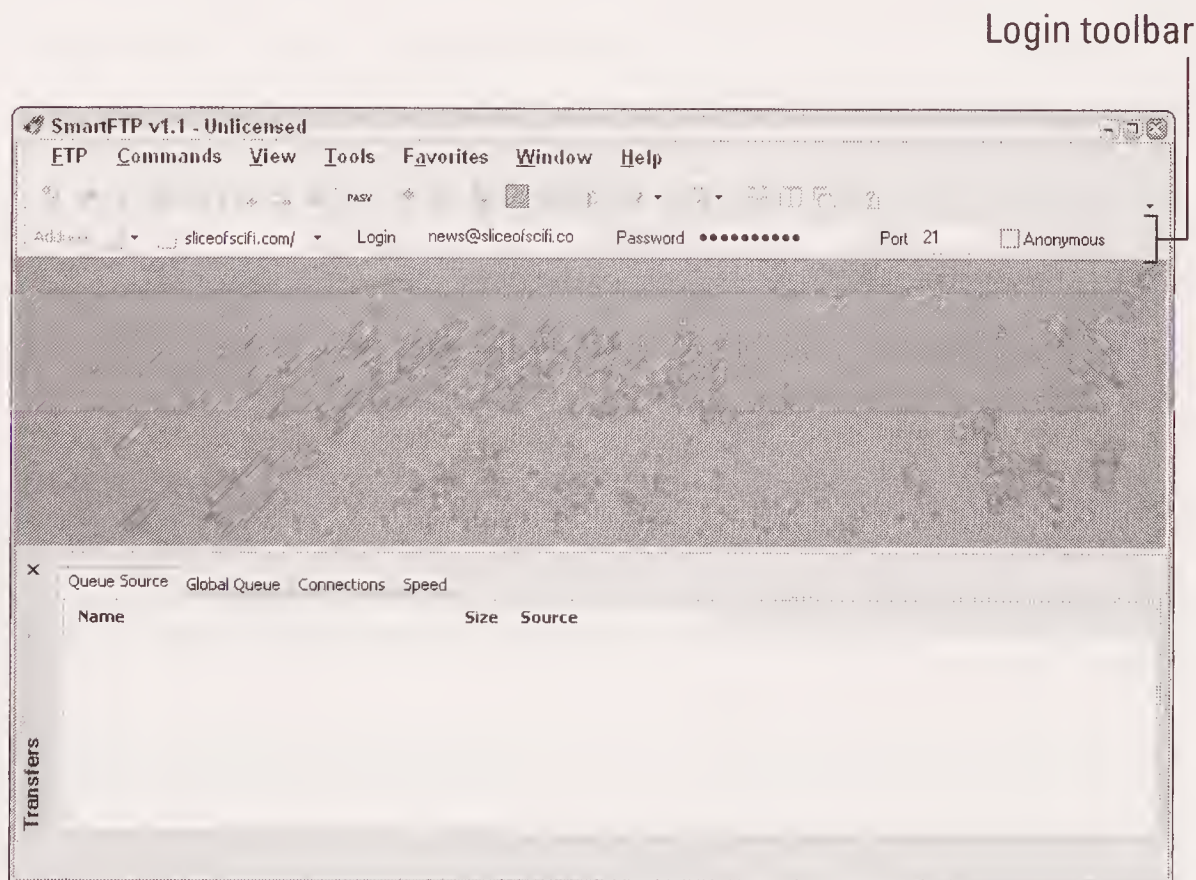 Login toolbar
SmartFTP v1.1 - Unlicensed
FTP Commands View Tools Favorites Window Help
PASV
Address sliceofscifi.com/ Login news@sliceofscifi.co Password ●●●●●●●●●● Port 21 Anonymous
Queue Source Global Queue Connections Speed
Name Size Source
Transfers